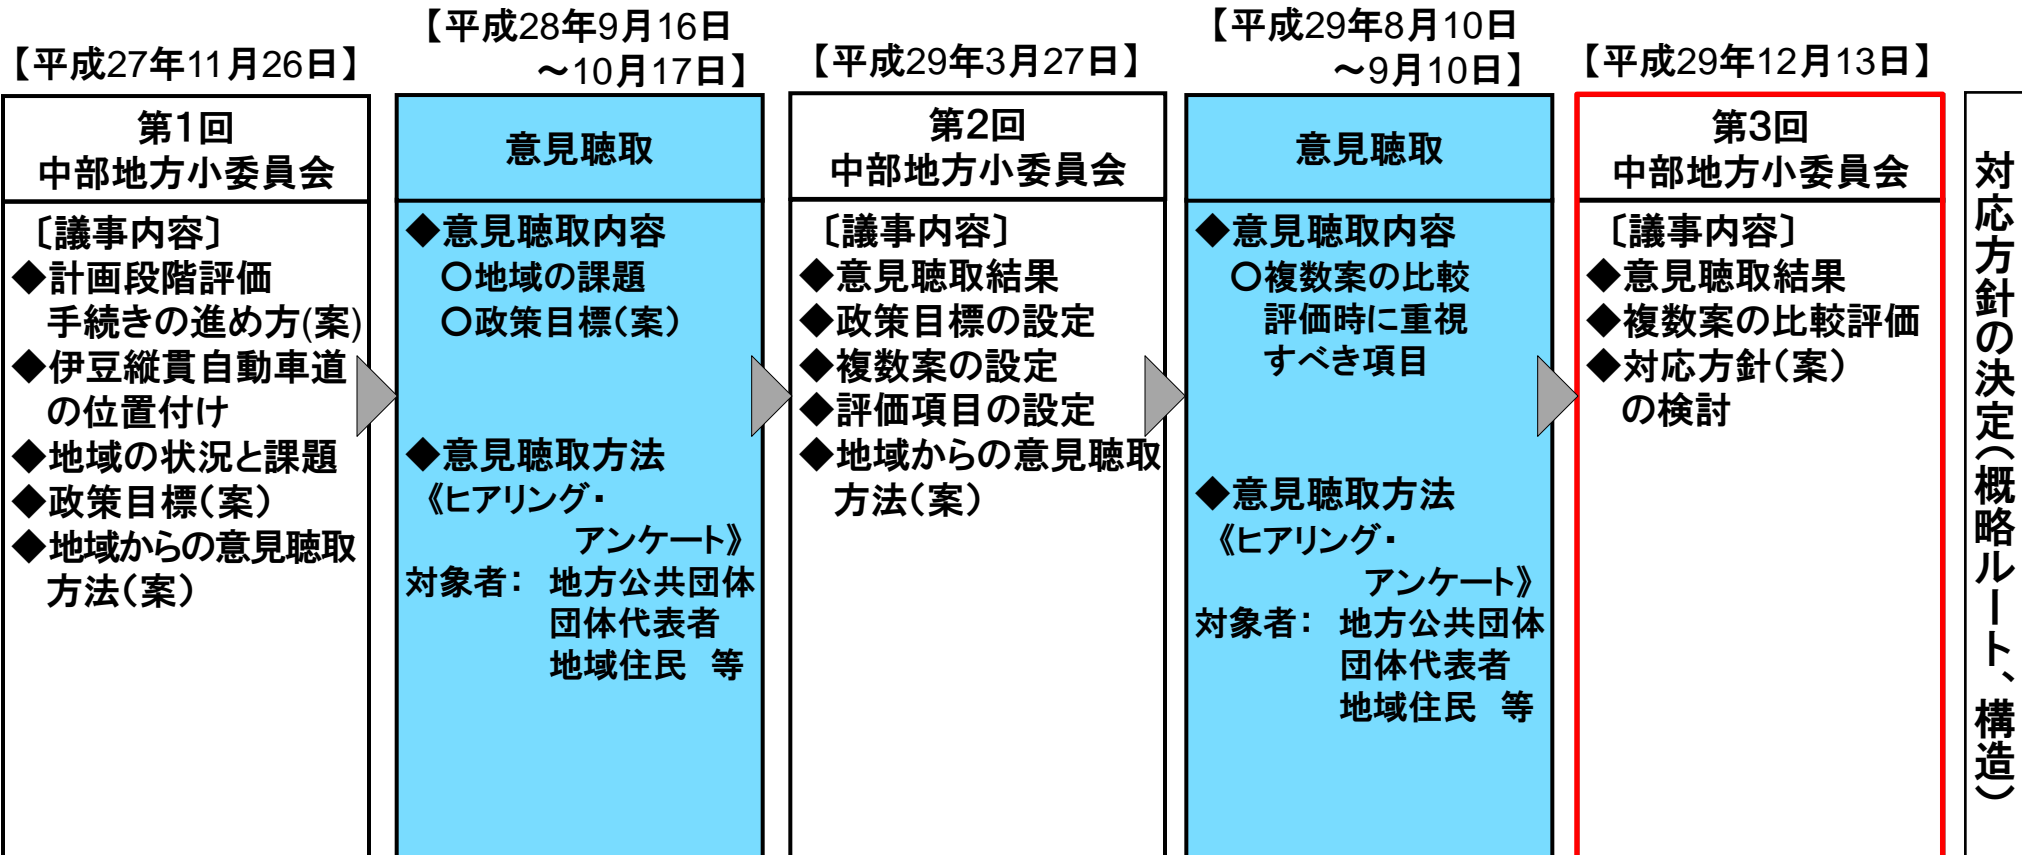 【平成27年11月26日】
第1回
中部地方小委員会
〔議事内容〕
◆計画段階評価
手続きの進め方(案)
◆伊豆縦貫自動車道
の位置付け
◆地域の状況と課題
◆政策目標(案)
◆地域からの意見聴取
方法(案)
【平成28年9月16日
～10月17日】
意見聴取
◆意見聴取内容
○地域の課題
○政策目標(案)
◆意見聴取方法
《ヒアリング・
アンケート》
対象者： 地方公共団体
団体代表者
地域住民　等
【平成29年3月27日】
第2回
中部地方小委員会
〔議事内容〕
◆意見聴取結果
◆政策目標の設定
◆複数案の設定
◆評価項目の設定
◆地域からの意見聴取
方法(案)
【平成29年8月10日
～9月10日】
意見聴取
◆意見聴取内容
○複数案の比較
評価時に重視
すべき項目
◆意見聴取方法
《ヒアリング・
アンケート》
対象者： 地方公共団体
団体代表者
地域住民　等
【平成29年12月13日】
第3回
中部地方小委員会
〔議事内容〕
◆意見聴取結果
◆複数案の比較評価
◆対応方針(案)
の検討
対応方針の決定(概略ルート、構造)